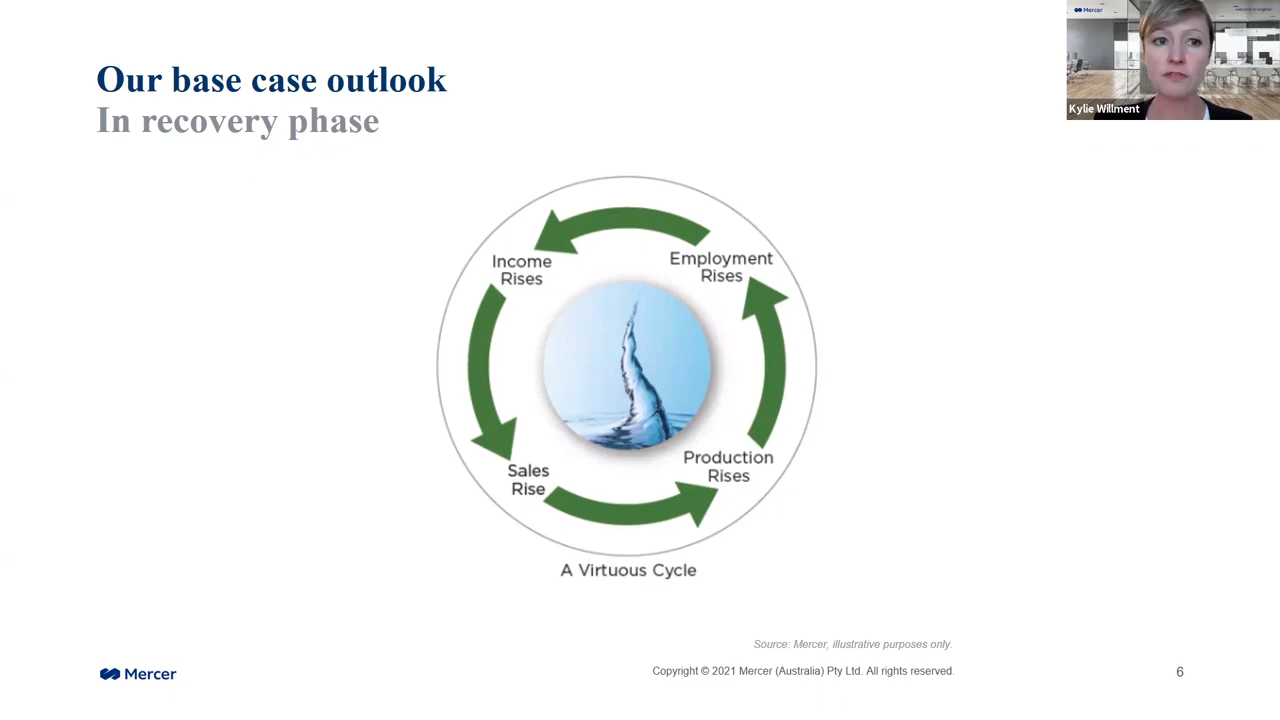 Our base case outlook
In recovery phase
Mercer
Kylie Willment
Income
Rises
Employment
Rises
Sales
Rise
Production
Rises
A Virtuous Cycle
Source: Mercer, illustrative purposes only.
Mercer
Copyright © 2021 Mercer (Australia) Pty Ltd. All rights reserved.
6